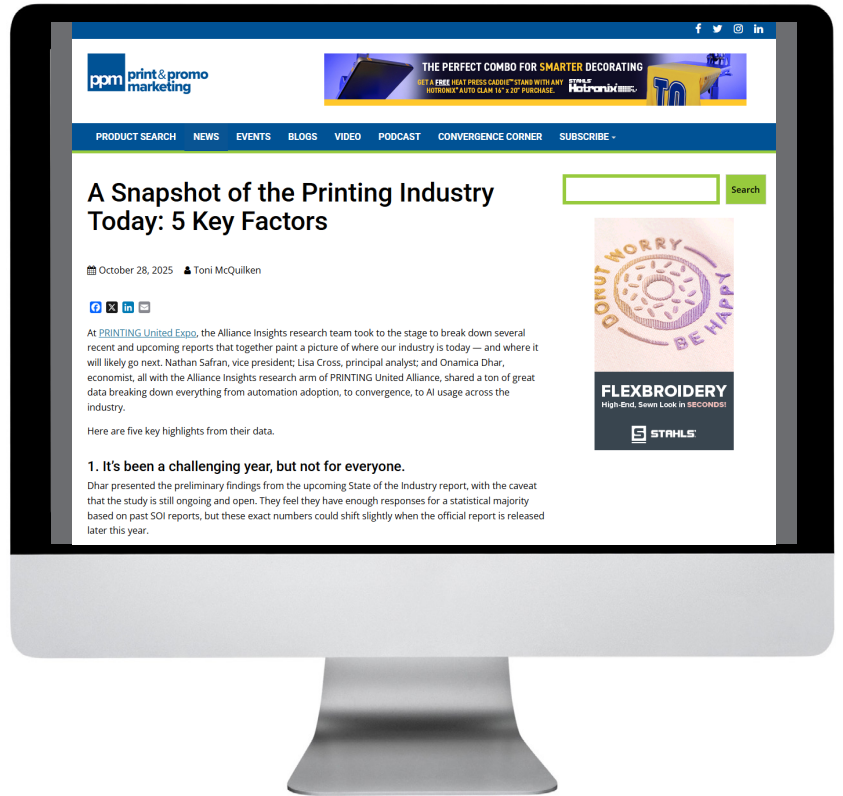 ppm print&promo
marketing
THE PERFECT COMBO FOR SMARTER DECORATING
GET A FREE HEAT PRESS CADDIE™ STAND WITH ANY
HOTRONIX® AUTO CLAM 16" x 20" PURCHASE.
STAHLS'
Hotronix
TO
PRODUCT SEARCH NEWS EVENTS BLOGS VIDEO PODCAST CONVERGENCE CORNER SUBSCRIBE
A Snapshot of the Printing Industry
Today: 5 Key Factors
Search
October 28, 2025 Toni McQuilken
At PRINTING United Expo, the Alliance Insights research team took to the stage to break down several
recent and upcoming reports that together paint a picture of where our industry is today — and where it
will likely go next. Nathan Safran, vice president; Lisa Cross, principal analyst; and Onamica Dhar,
economist, all with the Alliance Insights research arm of PRINTING United Alliance, shared a ton of great
data breaking down everything from automation adoption, to convergence, to AI usage across the
industry.
Here are five key highlights from their data.
1. It’s been a challenging year, but not for everyone.
Dhar presented the preliminary findings from the upcoming State of the Industry report, with the caveat
that the study is still ongoing and open. They feel they have enough responses for a statistical majority
based on past SOI reports, but these exact numbers could shift slightly when the official report is released
later this year.
DONUT WORRY
BE HAPPY
FLEXBROIDERY
High-End, Sewn Look in SECONDS!
STAHLS'